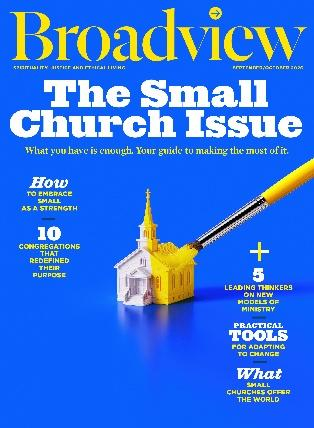 Broadview
SPIRITUALITY, JUSTICE AND ETHICAL LIVING
SEPTEMBER/OCTOBER
The Small
Church Issue
What you have is enough. Your guide to making the most of it.
How
TO EMBRACE
SMALL
AS A STRENGTH
10
CONGREGATIONS
THAT
REDEFINED
THEIR
PURPOSE
+
5
LEADING THINKERS
ON NEW
MODELS OF
MINISTRY
PRACTICAL
TOOLS
FOR ADAPTING
TO CHANGE
What
SMALL
CHURCHES OFFER
THE WORLD